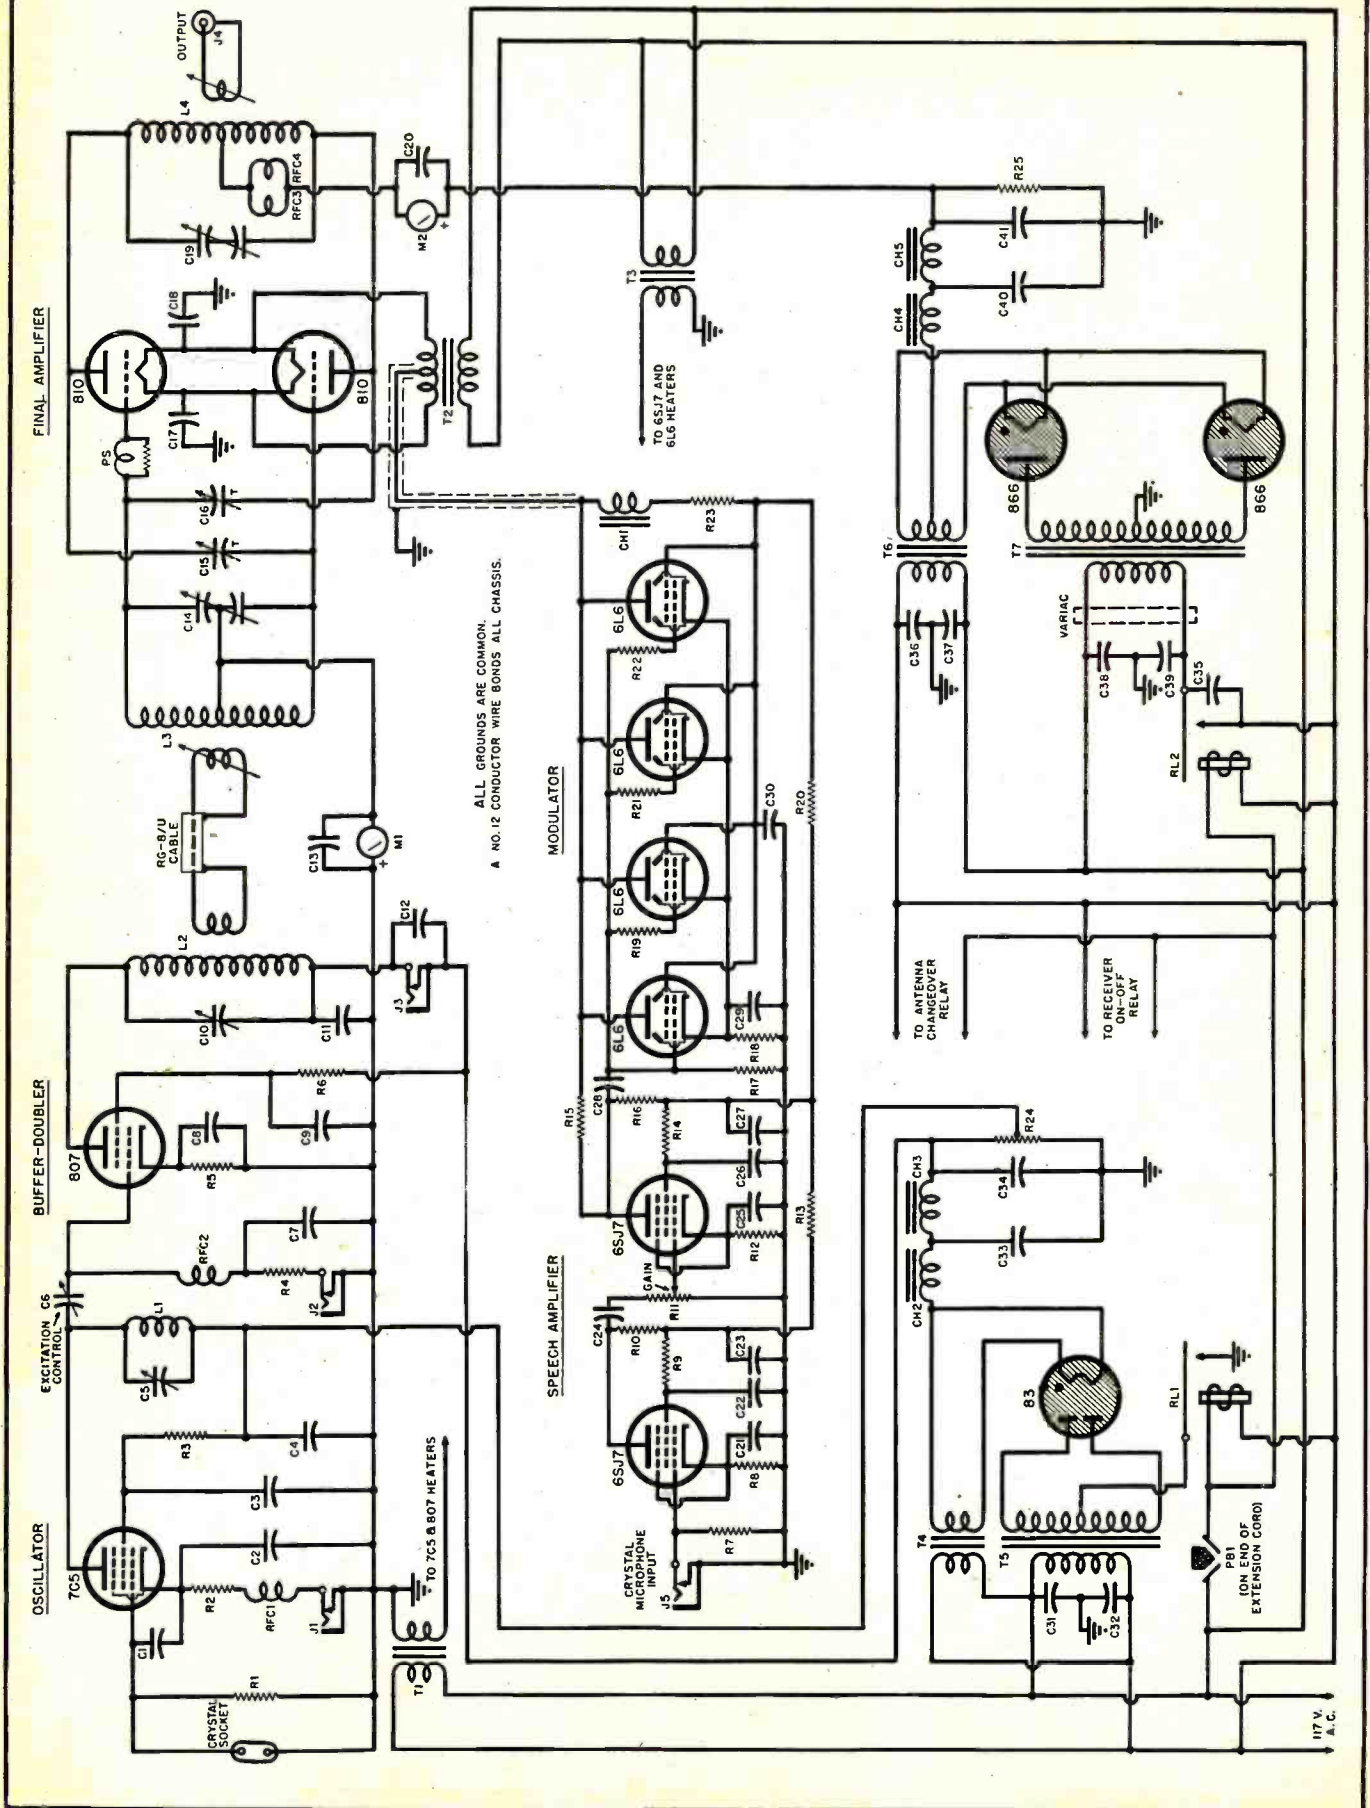 OSCILLATOR
BUFFER-DOUBLER
FINAL AMPLIFIER
CRYSTAL
SOCKET
R1
C1
7C5
R2
RFC1
J1
C2
C3
R3
C4
C5
L1
EXCITATION C6
CONTROL
RFC2
R4
J2
C7
807
R5
C8
C9
R6
C10
C11
L2
J3
C12
RG-8/U
CABLE
L3
C13
M1
+
C14
C15
T
C16
T
PS
810
C17
C18
810
C19
L4
RFC3
RFC4
OUTPUT
J4
M2
+
C20
T1
TO 7C5 & 807 HEATERS
T2
T3
TO 6SJ7 AND
6L6 HEATERS
ALL GROUNDS ARE COMMON.
A NO. 12 CONDUCTOR WIRE BONDS ALL CHASSIS.
SPEECH AMPLIFIER
MODULATOR
CRYSTAL
MICROPHONE
INPUT
J5
R7
6SJ7
R8
C21
C22
C23
R9
R10
C24
GAIN
R11
6SJ7
R12
C25
C26
C27
R13
R14
R15
R16
C28
R17
R18
C29
6L6
R19
6L6
R20
C30
R21
6L6
R22
6L6
CH1
R23
T4
T5
C31
C32
83
CH2
CH3
C33
C34
R24
RL1
PB1
(ON END OF
EXTENSION CORD)
117 V.
A.C.
TO ANTENNA
CHANGEOVER
RELAY
TO RECEIVER
ON-OFF
RELAY
RL2
C35
C36
C37
C38
C39
VARIAC
T6
T7
866
866
CH4
CH5
C40
C41
R25